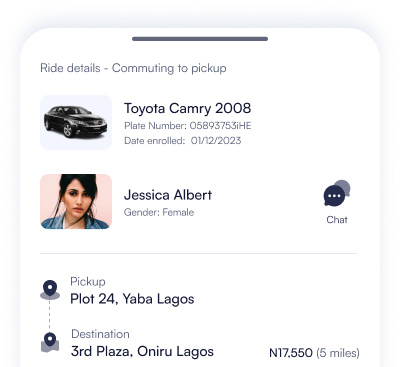 Ride details - Commuting to pickup
Toyota Camry 2008
Plate Number: 05893753iHE
Date enrolled: 01/12/2023
Jessica Albert
Gender: Female
Chat
Pickup
Plot 24, Yaba Lagos
Destination
3rd Plaza, Oniru Lagos
N17,550 (5 miles)